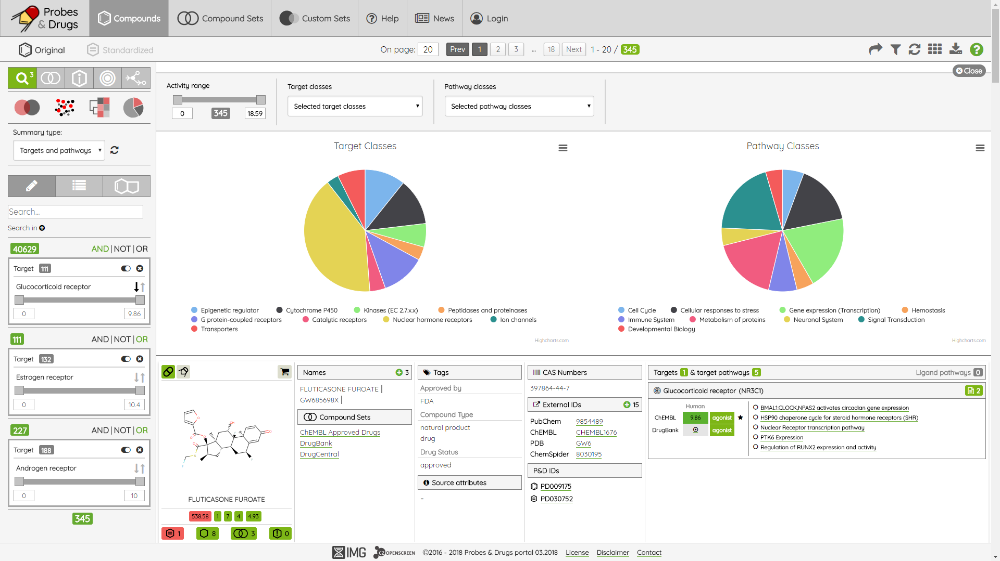 Probes & Drugs
Compounds
Compound Sets
Custom Sets
Help
News
Login
Original
Standardized
On page: 20 Prev 1 2 3 ... 18 Next 1 - 20 / 345
Close
3
Activity range
0 345 18.59
Target classes
Selected target classes
Pathway classes
Selected pathway classes
Summary type:
Targets and pathways
Search...
Search in
40629 AND | NOT | OR
Target 111
Glucocorticoid receptor
0 9.86
111 AND | NOT | OR
Target 132
Estrogen receptor
0 10.4
227 AND | NOT | OR
Target 188
Androgen receptor
0 10
345
Target Classes
Epigenetic regulator Cytochrome P450 Kinases (EC 2.7.x.x) Peptidases and proteinases
G protein-coupled receptors Catalytic receptors Nuclear hormone receptors Ion channels
Transporters
Highcharts.com
Pathway Classes
Cell Cycle Cellular responses to stress Gene expression (Transcription) Hemostasis
Immune System Metabolism of proteins Neuronal System Signal Transduction
Developmental Biology
Highcharts.com
FLUTICASONE FUROATE
538.58 1 7 4 4.93
1 8 3 0
Names 3
FLUTICASONE FUROATE |
GW685698X |
Compound Sets
ChEMBL Approved Drugs
DrugBank
DrugCentral
Tags
Approved by
FDA
Compound Type
natural product
drug
Drug Status
approved
Source attributes
-
CAS Numbers
397864-44-7
External IDs 15
PubChem 9854489
ChEMBL CHEMBL1676
PDB GW6
ChemSpider 8030195
P&D IDs
PD009175
PD030752
Targets 1 & target pathways 5 Ligand pathways 0
Glucocorticoid receptor (NR3C1) 2
Human
ChEMBL 9.86 agonist
DrugBank agonist
BMAL1:CLOCK,NPAS2 activates circadian gene expression
HSP90 chaperone cycle for steroid hormone receptors (SHR)
Nuclear Receptor transcription pathway
PTK6 Expression
Regulation of RUNX2 expression and activity
IMG CZ OPENSCREEN ©2016 - 2018 Probes & Drugs portal 03.2018 License Disclaimer Contact